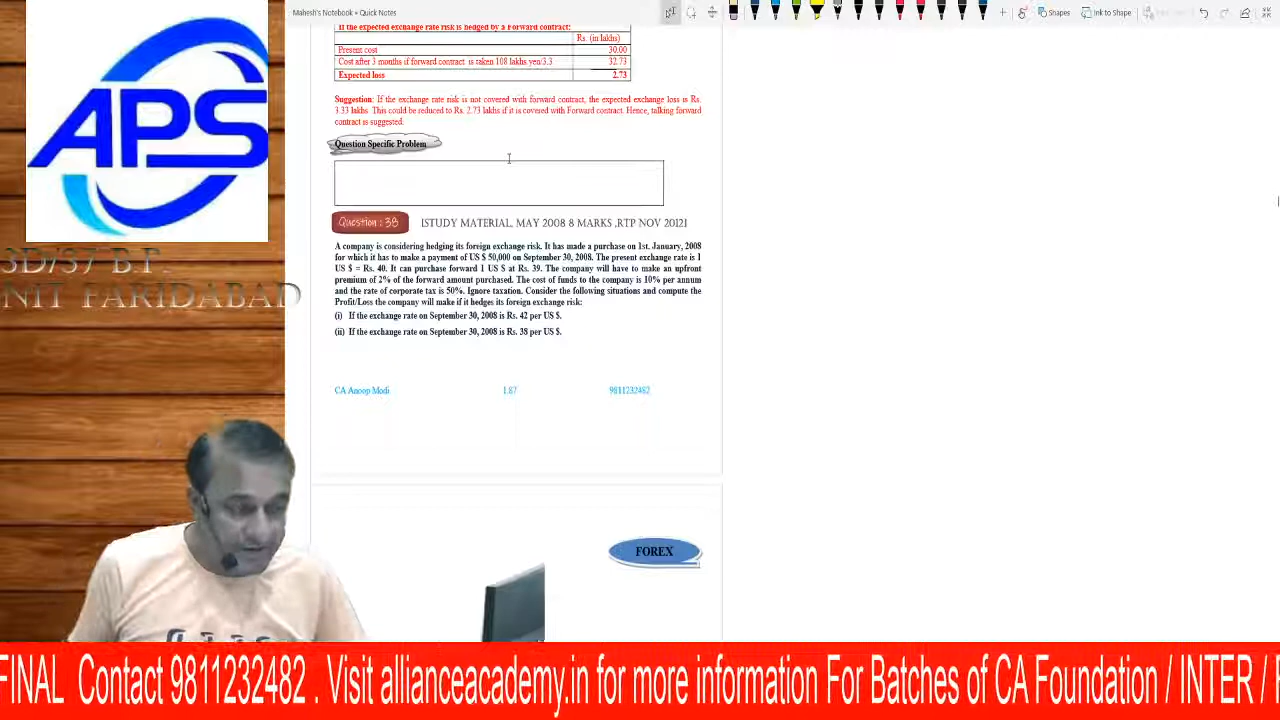 Mahesh's Notebook • Quick Notes
Shapes
Ink to Shape
APS
3D/37 B.P.
NIT FARIDABAD
If the expected exchange rate risk is hedged by a Forward contract:
Rs. (in lakhs)
Present cost 30.00
Cost after 3 months if forward contract is taken 108 lakhs yen/3.3 32.73
Expected loss 2.73
Suggestion: If the exchange rate risk is not covered with forward contract, the expected exchange loss is Rs.
3.33 lakhs. This could be reduced to Rs. 2.73 lakhs if it is covered with Forward contract. Hence, talking forward
contract is suggested.
Question Specific Problem
Question : 38 [STUDY MATERIAL, MAY 2008 8 MARKS ,RTP NOV 2012]
A company is considering hedging its foreign exchange risk. It has made a purchase on 1st. January, 2008
for which it has to make a payment of US $ 50,000 on September 30, 2008. The present exchange rate is 1
US $ = Rs. 40. It can purchase forward 1 US $ at Rs. 39. The company will have to make an upfront
premium of 2% of the forward amount purchased. The cost of funds to the company is 10% per annum
and the rate of corporate tax is 50%. Ignore taxation. Consider the following situations and compute the
Profit/Loss the company will make if it hedges its foreign exchange risk:
(i) If the exchange rate on September 30, 2008 is Rs. 42 per US $.
(ii) If the exchange rate on September 30, 2008 is Rs. 38 per US $.
CA Anoop Modi 1.87 9811232482
FOREX
FINAL Contact 9811232482 . Visit allianceacademy.in for more information For Batches of CA Foundation / INTER /